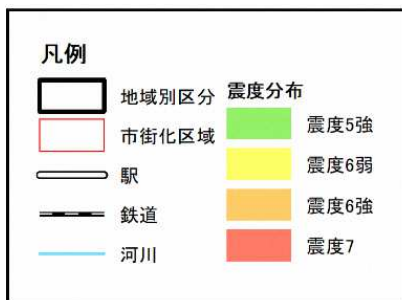 凡例
地域別区分
市街化区域
駅
鉄道
河川
震度分布
震度5強
震度6弱
震度6強
震度7